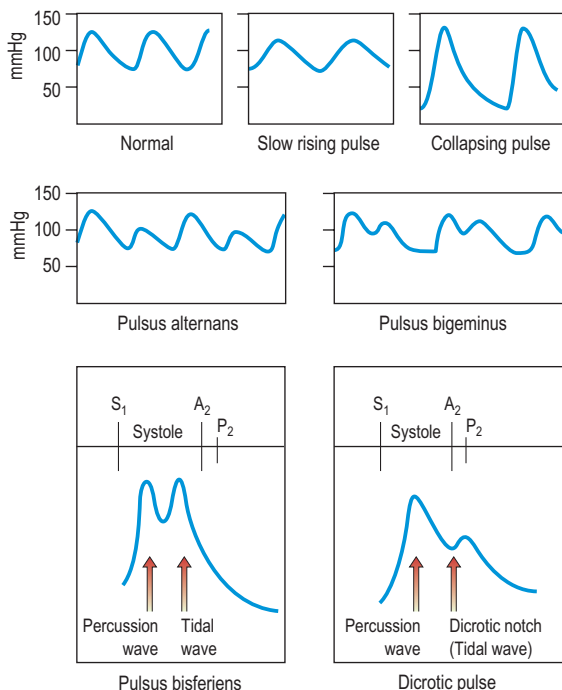 mmHg
150
100
50
Normal
Slow rising pulse
Collapsing pulse
mmHg
150
100
50
Pulsus alternans
Pulsus bigeminus
S1
A2
Systole
P2
Percussion
wave
Tidal
wave
Pulsus bisferiens
S1
A2
Systole
P2
Percussion
wave
Dicrotic notch
(Tidal wave)
Dicrotic pulse